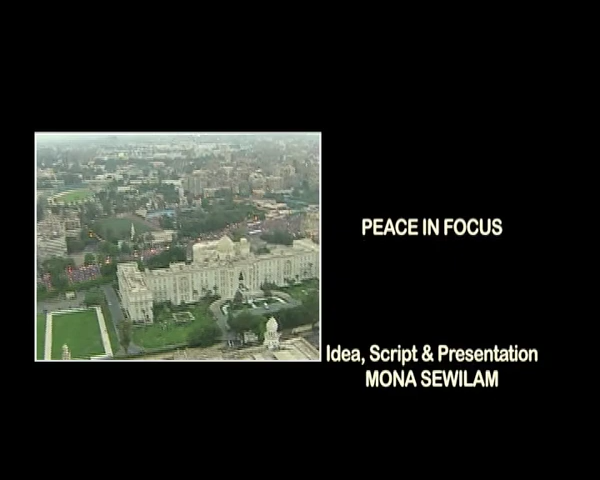 PEACE IN FOCUS
Idea, Script & Presentation
MONA SEWILAM